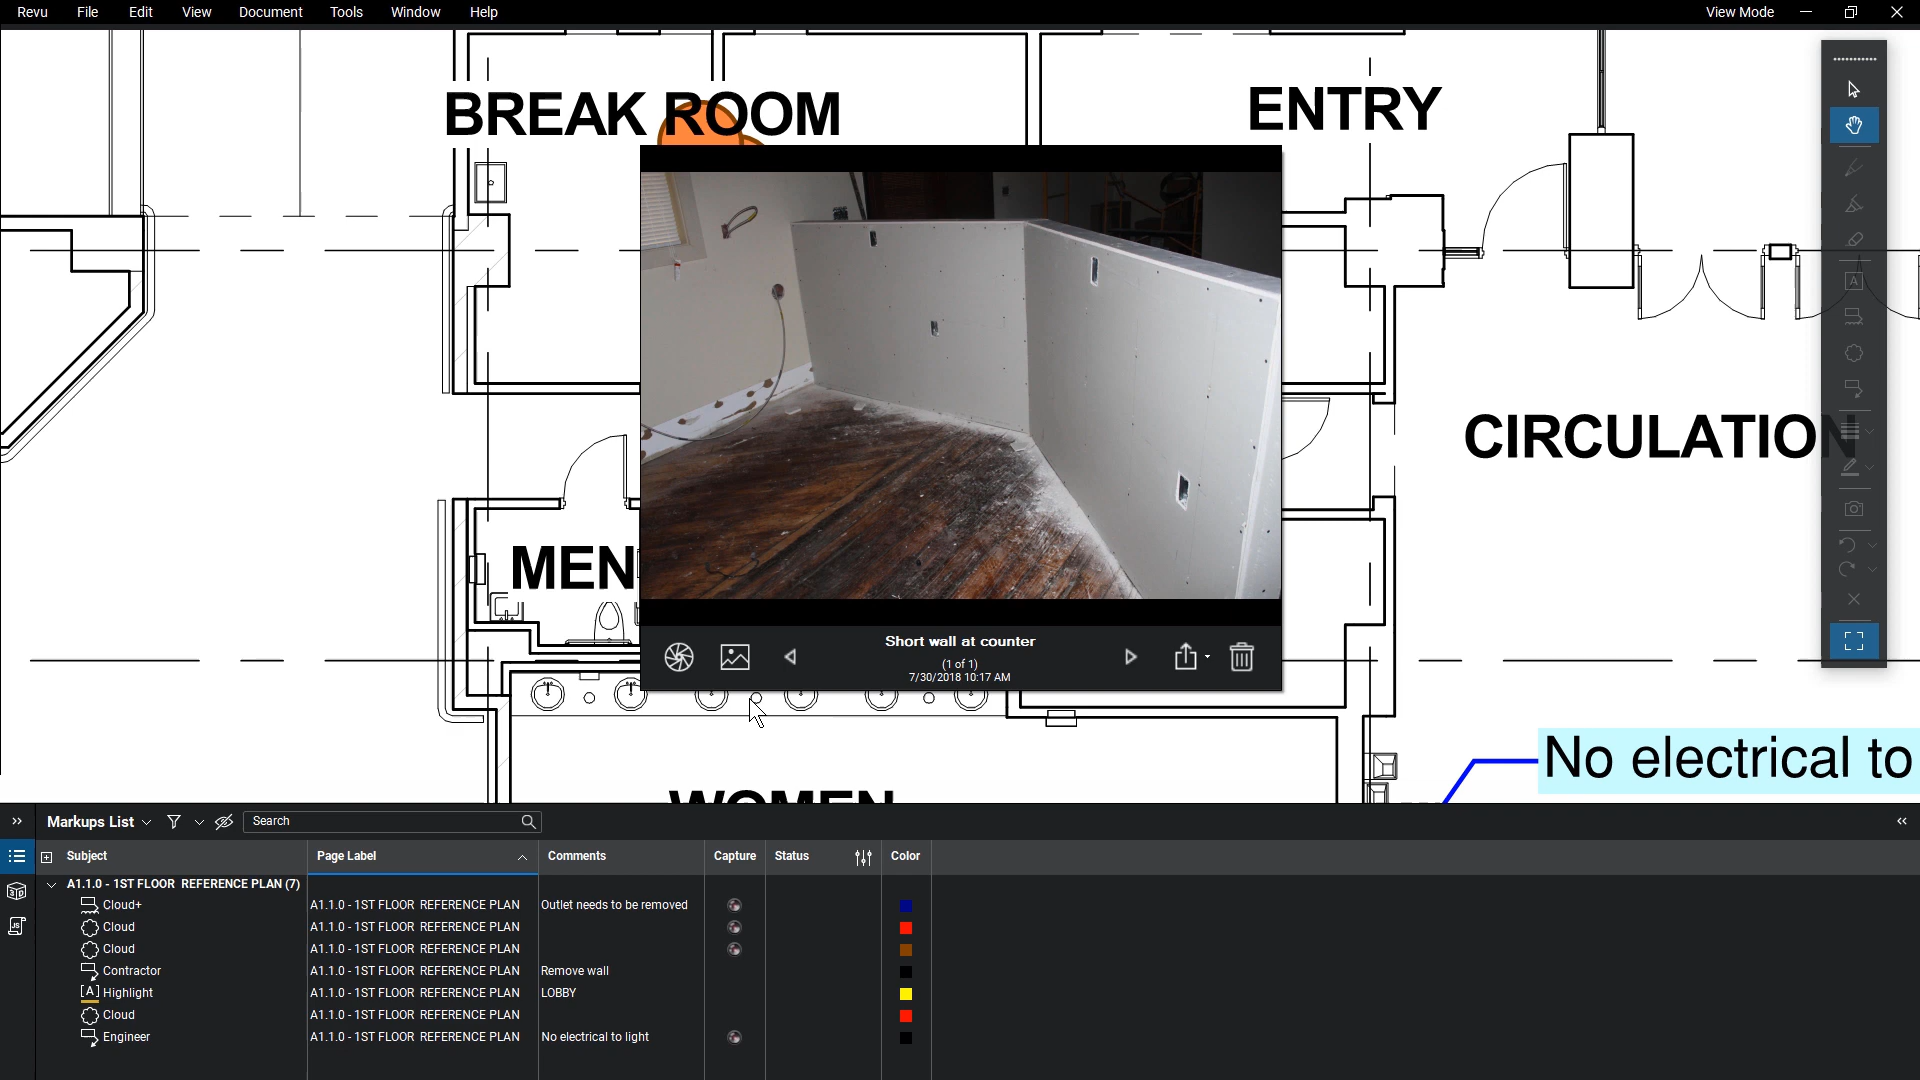 Revu File Edit View Document Tools Window Help View Mode
BREAK ROOM
ENTRY
CIRCULATION
MEN
WOMEN
No electrical to
Short wall at counter
(1 of 1)
7/30/2018 10:17 AM
Markups List Search
Subject Page Label Comments Capture Status Color
A1.1.0 - 1ST FLOOR REFERENCE PLAN (7)
Cloud+ A1.1.0 - 1ST FLOOR REFERENCE PLAN Outlet needs to be removed
Cloud A1.1.0 - 1ST FLOOR REFERENCE PLAN
Cloud A1.1.0 - 1ST FLOOR REFERENCE PLAN
Contractor A1.1.0 - 1ST FLOOR REFERENCE PLAN Remove wall
Highlight A1.1.0 - 1ST FLOOR REFERENCE PLAN LOBBY
Cloud A1.1.0 - 1ST FLOOR REFERENCE PLAN
Engineer A1.1.0 - 1ST FLOOR REFERENCE PLAN No electrical to light